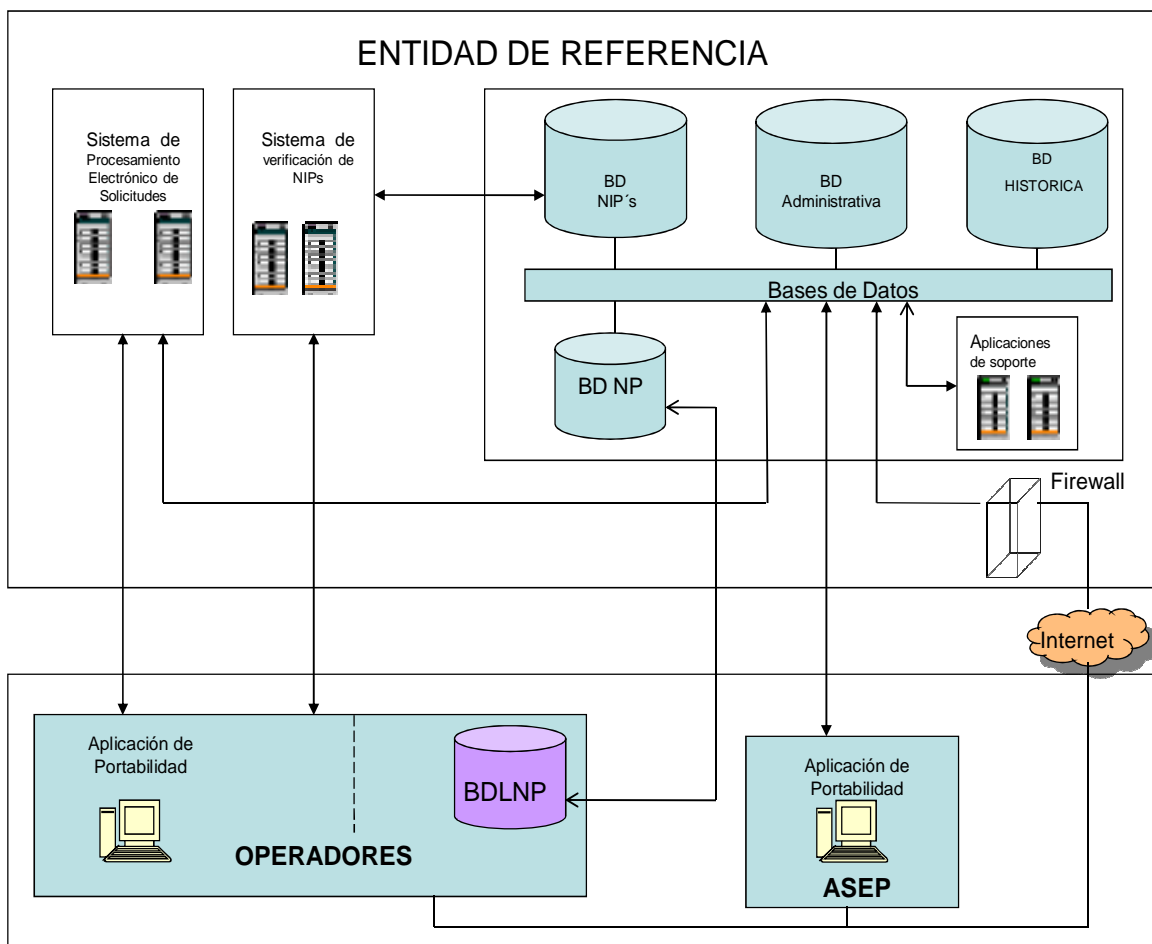 ENTIDAD DE REFERENCIA
Sistema de
Procesamiento
Electrónico de
Solicitudes
Sistema de
verificación de
NIPs
BD
NIP´s
BD
Administrativa
BD
HISTORICA
Bases de Datos
BD NP
Aplicaciones
de soporte
Firewall
Internet
Aplicación de
Portabilidad
BDLNP
OPERADORES
Aplicación de
Portabilidad
ASEP